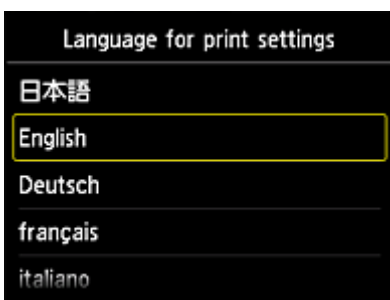 Language for print settings
日本語
English
Deutsch
français
italiano